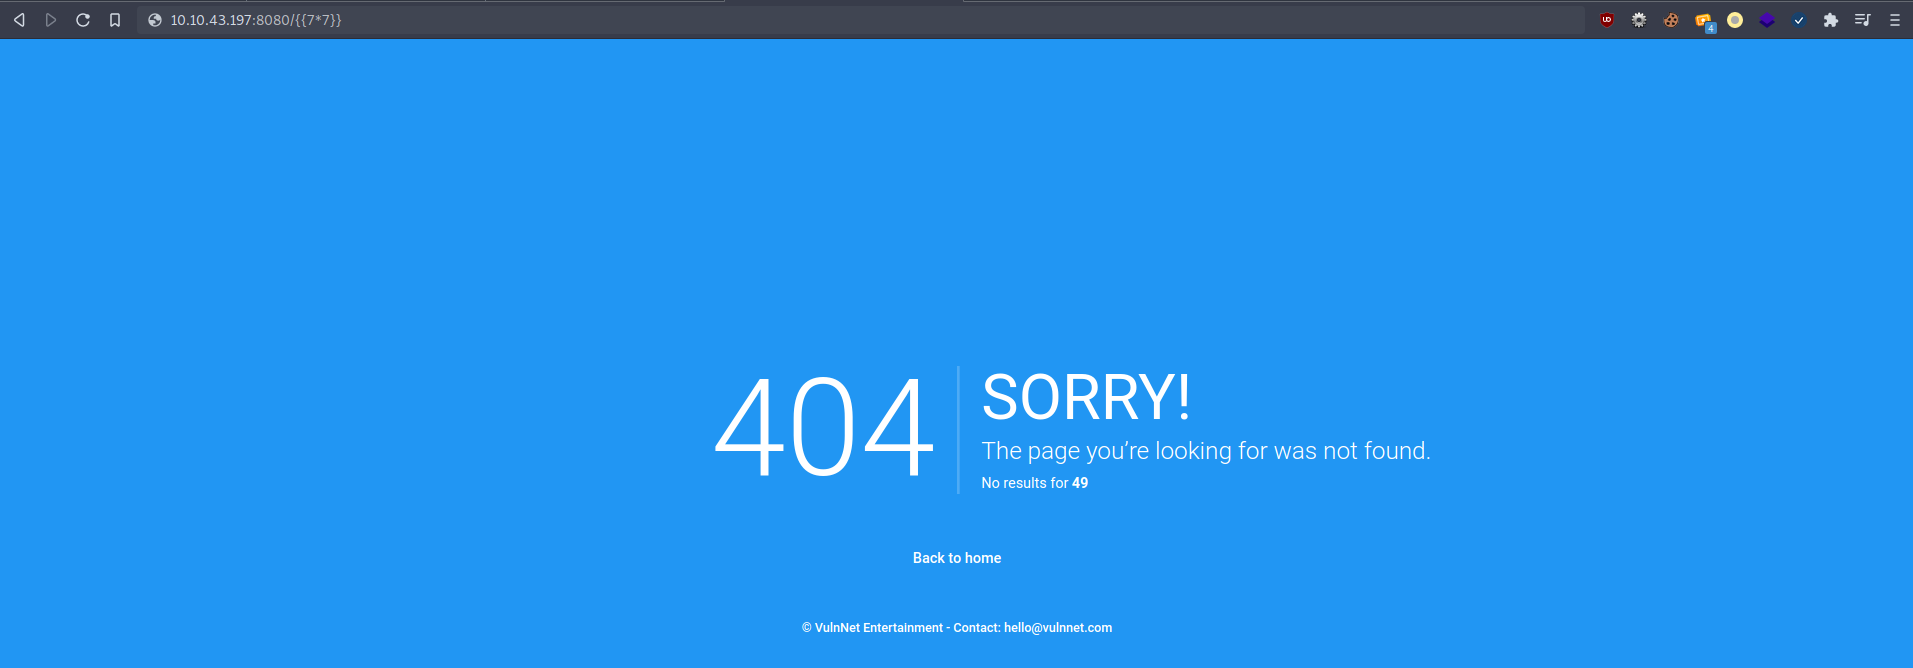 10.10.43.197:8080/{{7*7}}
4
404
SORRY!
The page you’re looking for was not found.
No results for 49
Back to home
© VulnNet Entertainment - Contact: hello@vulnnet.com